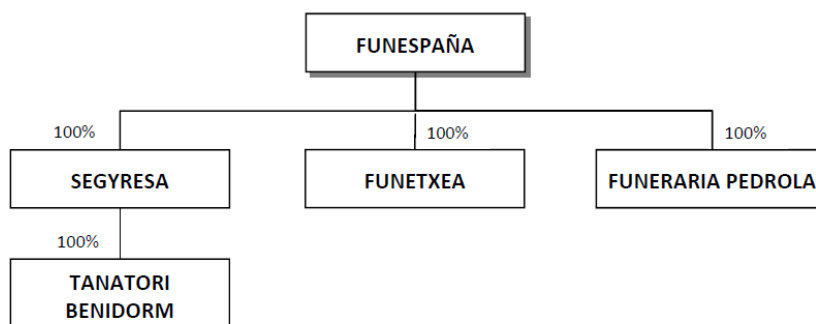 FUNESPAÑA
100%
100%
100%
SEGYRESA
FUNETXEA
FUNERARIA PEDROLA
100%
TANATORI
BENIDORM